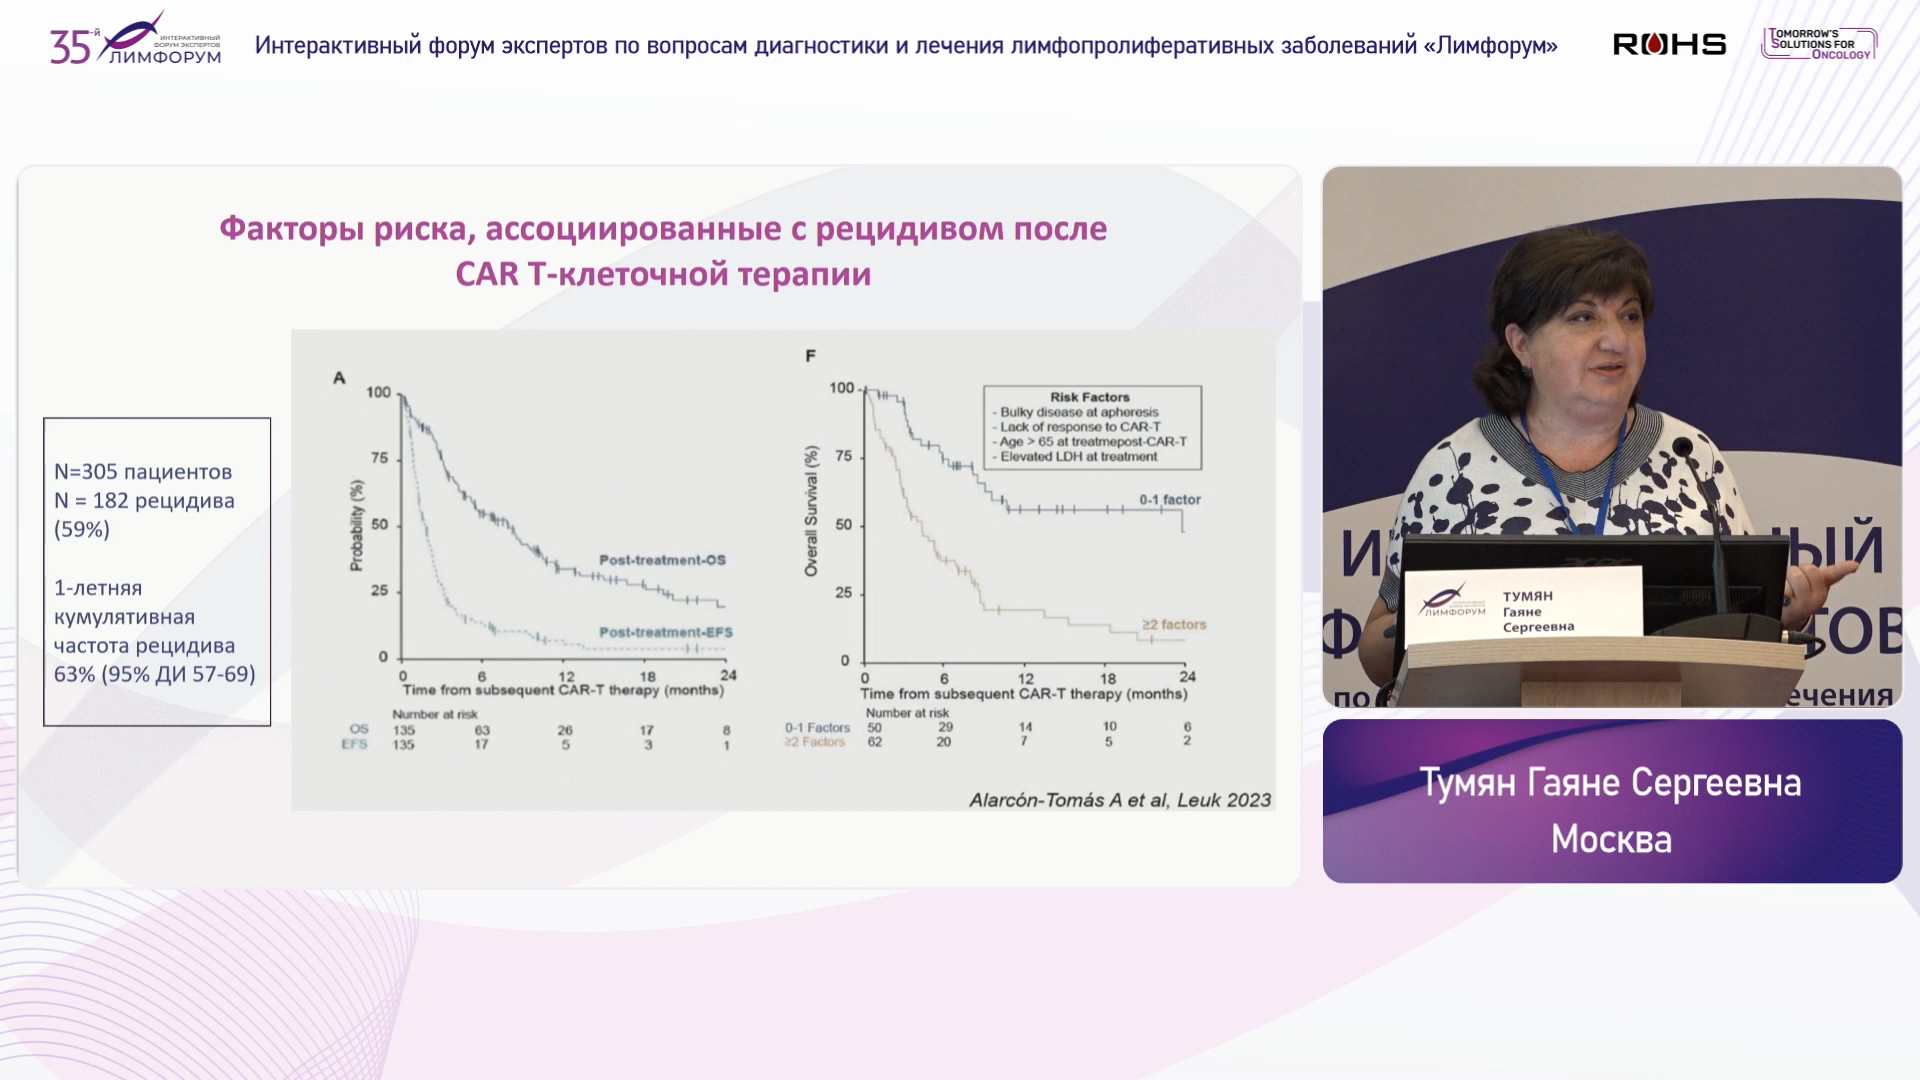 35-й
ИНТЕРАКТИВНЫЙ
ФОРУМ ЭКСПЕРТОВ
ЛИМФОРУМ
Интерактивный форум экспертов по вопросам диагностики и лечения лимфопролиферативных заболеваний «Лимфорум»
ROHS
TOMORROW'S
SOLUTIONS FOR
ONCOLOGY
Факторы риска, ассоциированные с рецидивом после
CAR Т-клеточной терапии
N=305 пациентов
N = 182 рецидива
(59%)
1-летняя
кумулятивная
частота рецидива
63% (95% ДИ 57-69)
A
Probability (%)
100
75
50
25
0
Post-treatment-OS
Post-treatment-EFS
0 6 12 18 24
Time from subsequent CAR-T therapy (months)
Number at risk
OS 135 63 26 17 8
EFS 135 17 5 3 1
F
Overall Survival (%)
100
75
50
25
0
Risk Factors
- Bulky disease at apheresis
- Lack of response to CAR-T
- Age > 65 at treatmepost-CAR-T
- Elevated LDH at treatment
0-1 factor
≥2 factors
0 6 12 18 24
Time from subsequent CAR-T therapy (months)
Number at risk
0-1 Factors 50 29 14 10 6
≥2 Factors 62 20 7 5 2
Alarcón-Tomás A et al, Leuk 2023
acer
ЛИМФОРУМ
ТУМЯН
Гаяне
Сергеевна
по
ечения
Тумян Гаяне Сергеевна
Москва